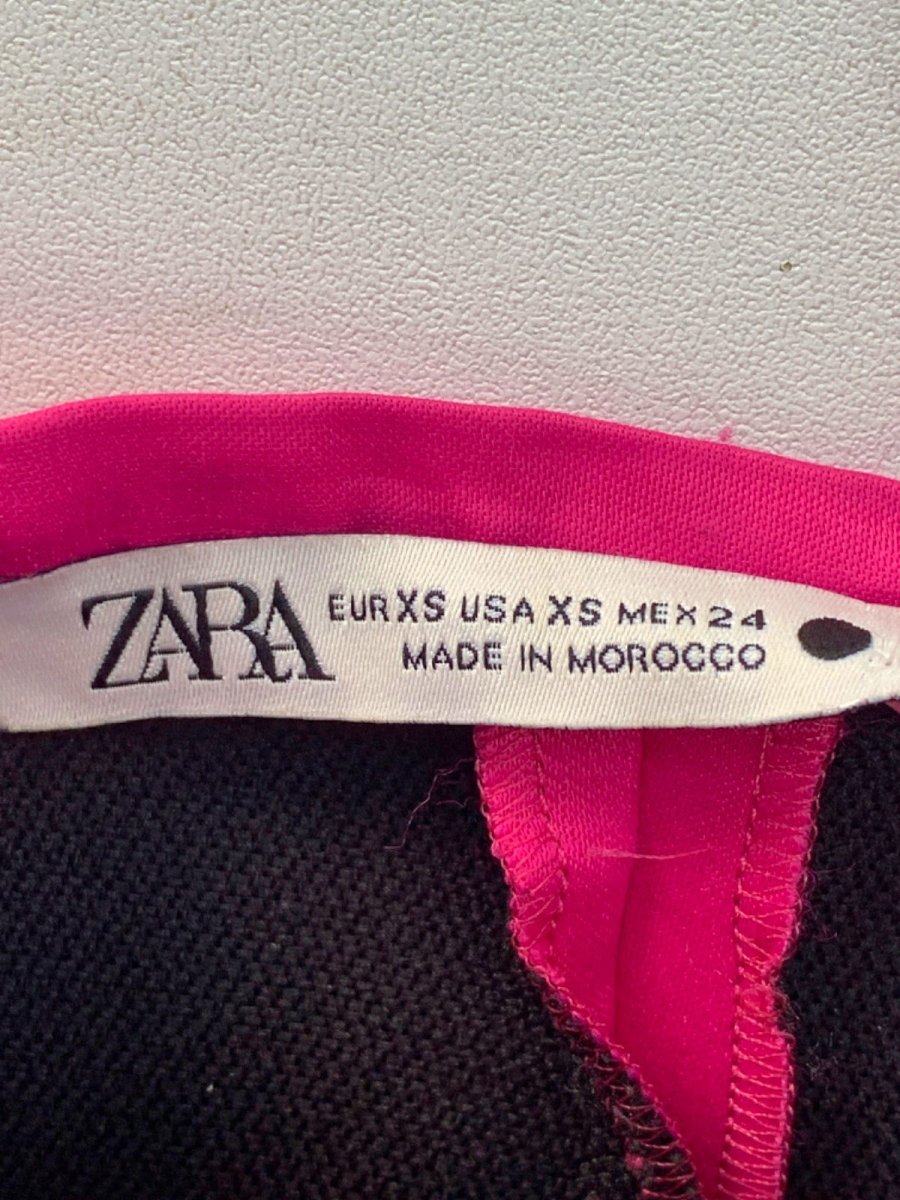 ZARA
EUR XS USA XS MEX 24
MADE IN MOROCCO